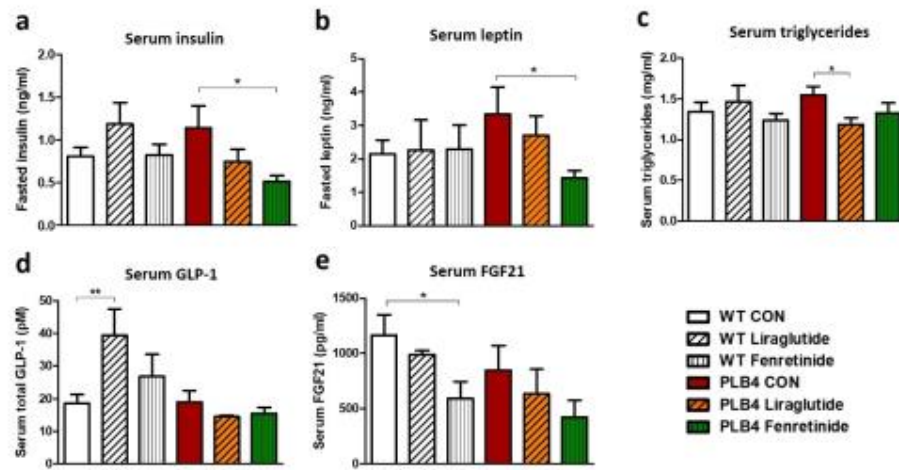 a
Serum insulin
Fasted insulin (ng/ml)
2.0
1.5
1.0
0.5
0.0
*
b
Serum leptin
Fasted leptin (ng/ml)
5
4
3
2
1
0
*
c
Serum triglycerides
Serum triglycerides (mg/ml)
2.0
1.5
1.0
0.5
0.0
*
d
Serum GLP-1
Serum total GLP-1 (pM)
50
40
30
20
10
0
**
e
Serum FGF21
Serum FGF21 (pg/ml)
1500
1000
500
0
*
WT CON
WT Liraglutide
WT Fenretinide
PLB4 CON
PLB4 Liraglutide
PLB4 Fenretinide